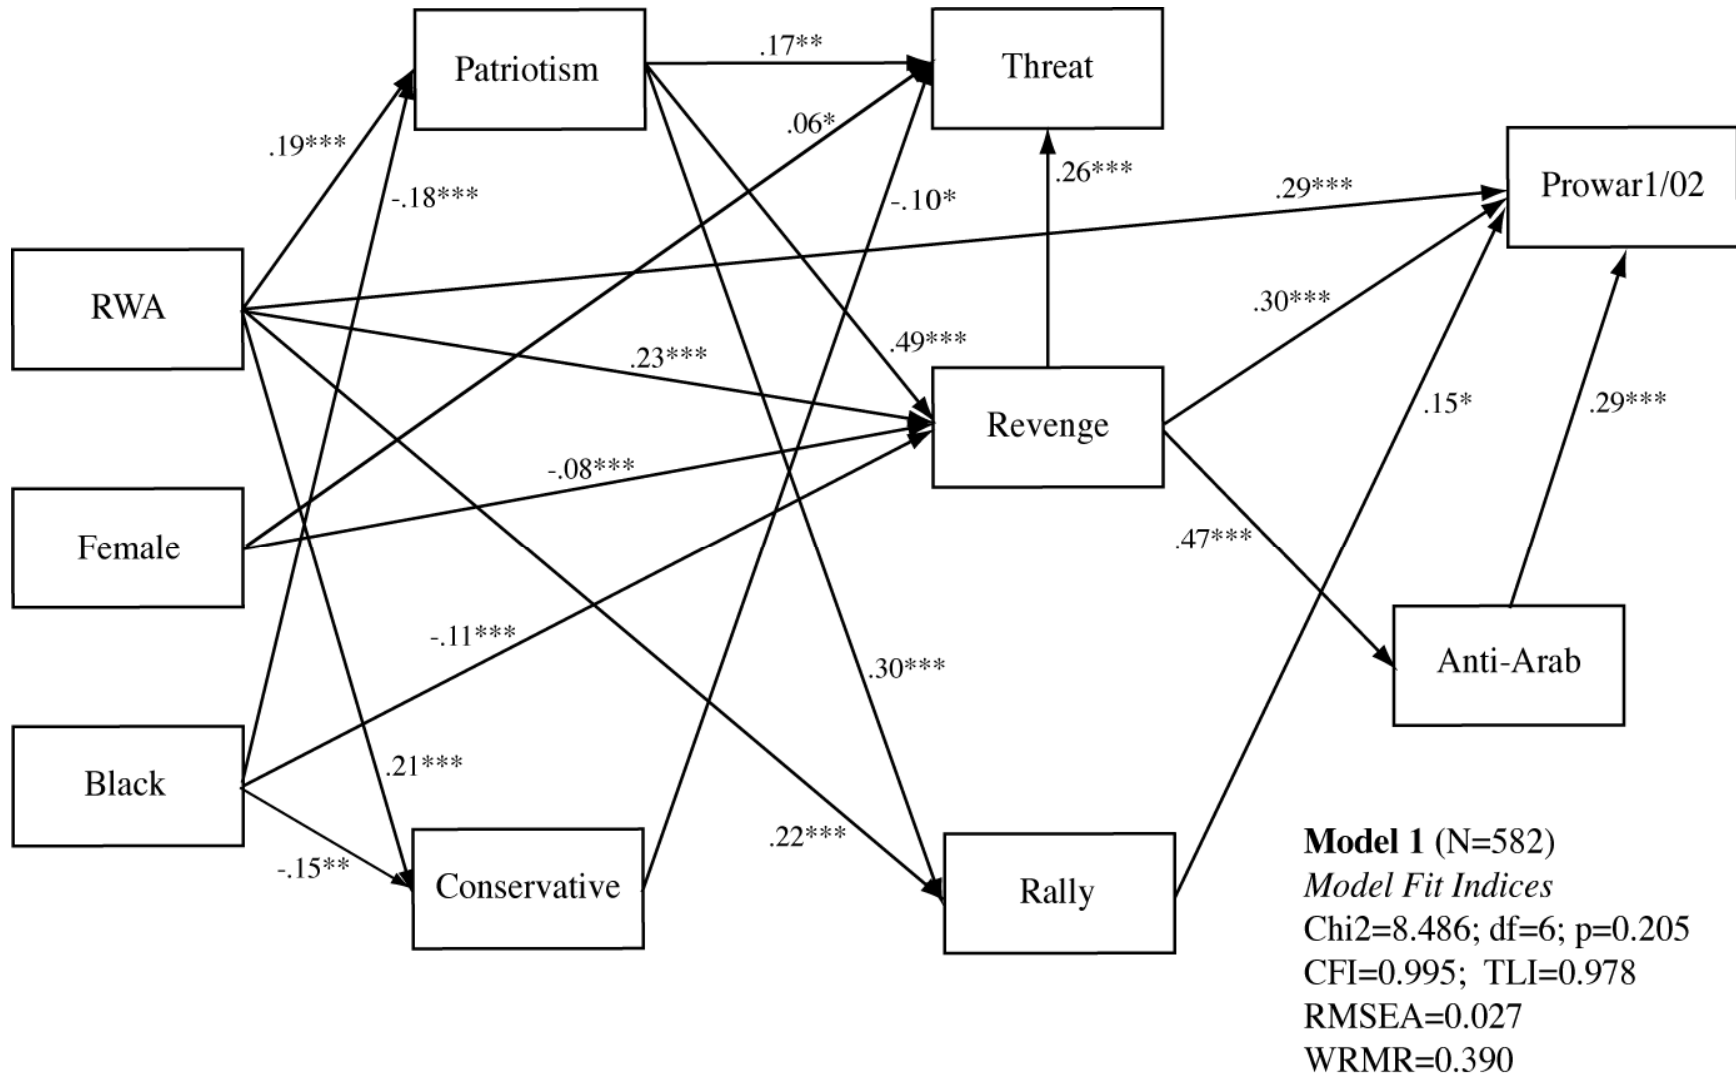 Patriotism
.17**
Threat
.06*
.19***
-.18***
-.10*
.26***
.29***
Prowar1/02
RWA
.30***
.23***
.49***
Revenge
.15*
.29***
-.08***
Female
.47***
-.11***
Anti-Arab
.30***
Black
.21***
.22***
-.15**
Conservative
Rally
Model 1 (N=582)
Model Fit Indices
Chi2=8.486; df=6; p=0.205
CFI=0.995; TLI=0.978
RMSEA=0.027
WRMR=0.390